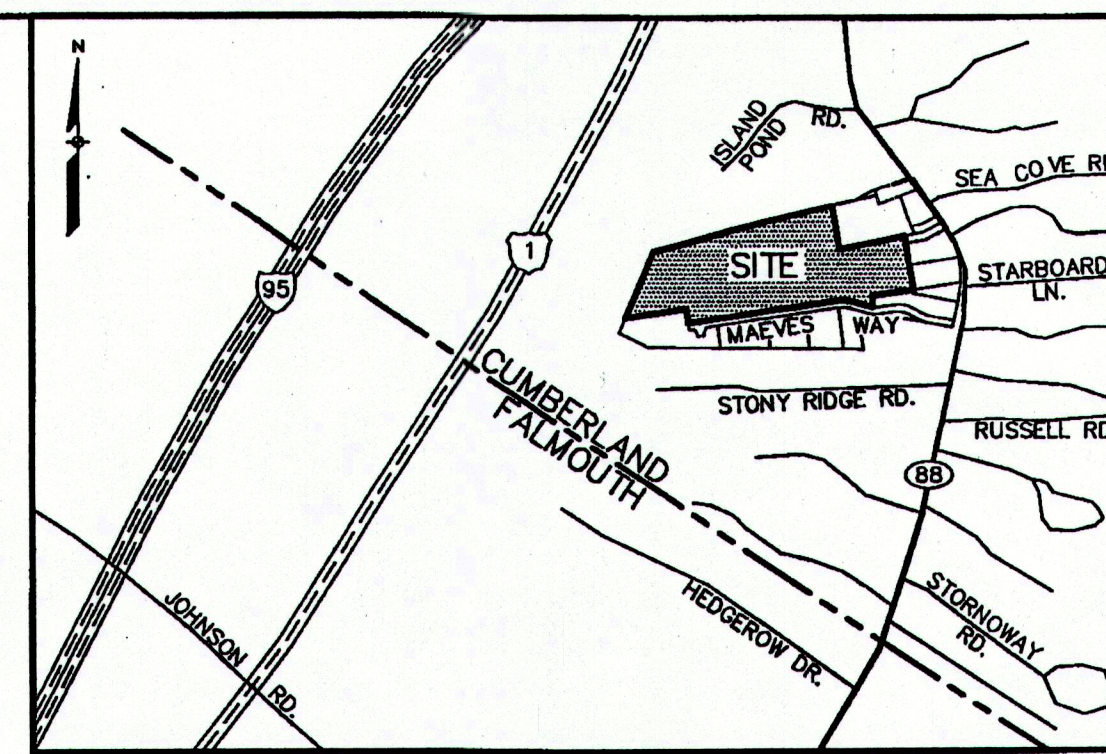 N
ISLAND
POND
RD.
SEA COVE R
1
95
SITE
STARBOARD
LN.
MAEVES WAY
CUMBERLAND
FALMOUTH
STONY RIDGE RD.
RUSSELL RD
88
JOHNSON RD.
HEDGEROW DR.
STORNOWAY
RD.